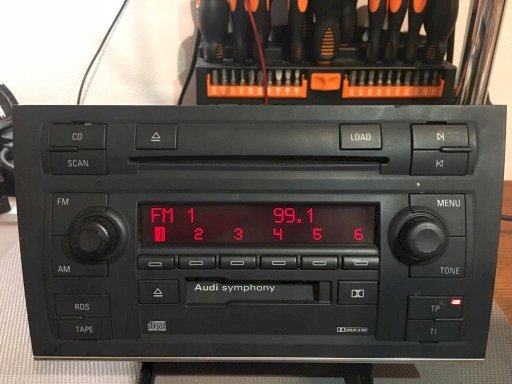 CD
LOAD
SCAN
FM
MENU
FM 1 99.1
1 2 3 4 5 6
AM
TONE
Audi symphony
RDS
TP
TAPE
TI